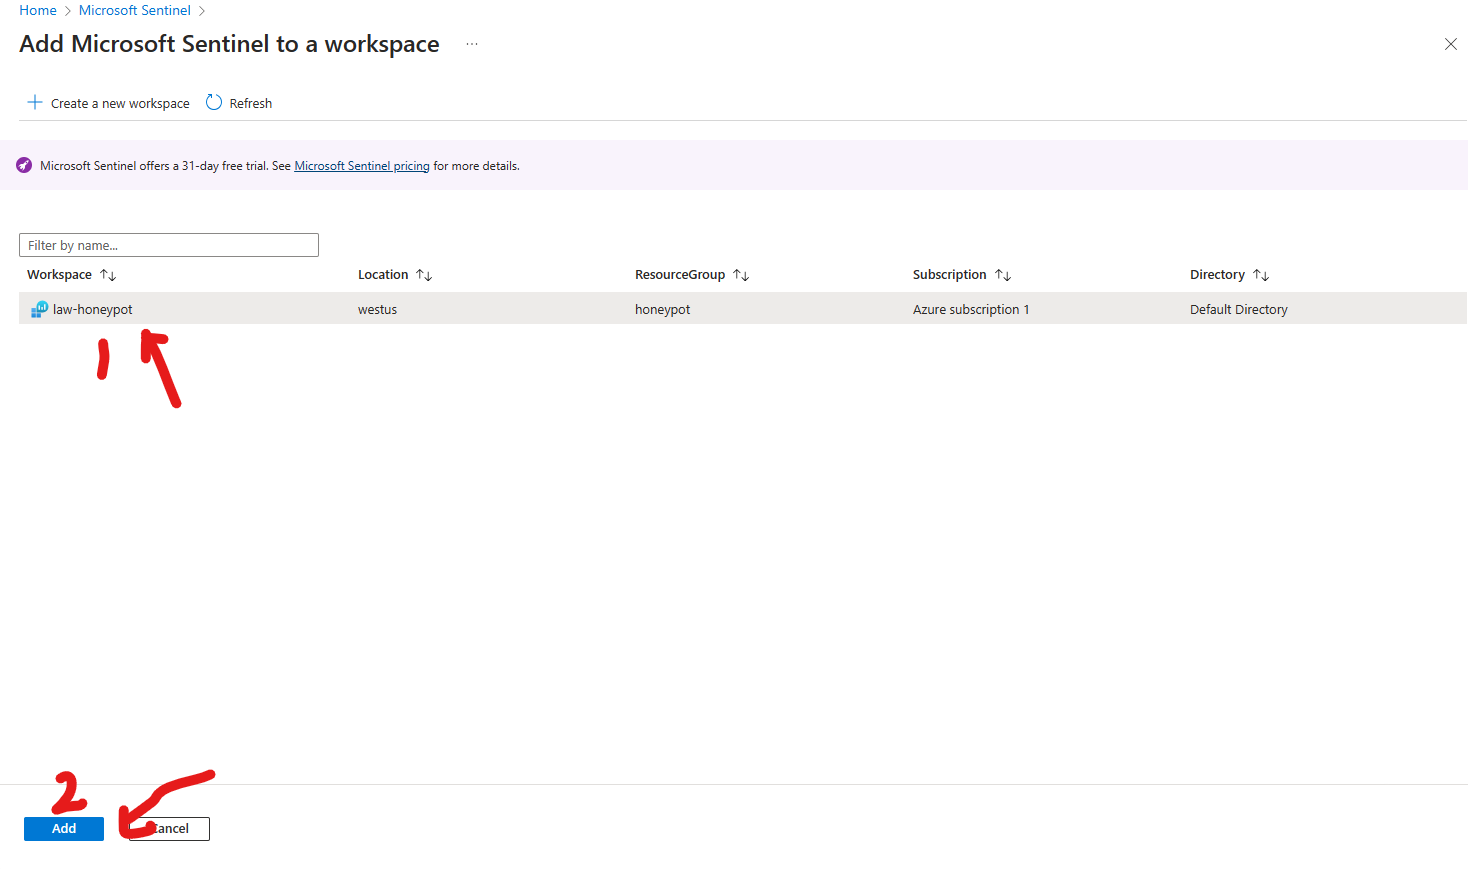 Home > Microsoft Sentinel >
Add Microsoft Sentinel to a workspace ...
+ Create a new workspace Refresh
Microsoft Sentinel offers a 31-day free trial. See Microsoft Sentinel pricing for more details.
Filter by name...
Workspace ↑↓ Location ↑↓ ResourceGroup ↑↓ Subscription ↑↓ Directory ↑↓
law-honeypot westus honeypot Azure subscription 1 Default Directory
1
2
Add Cancel